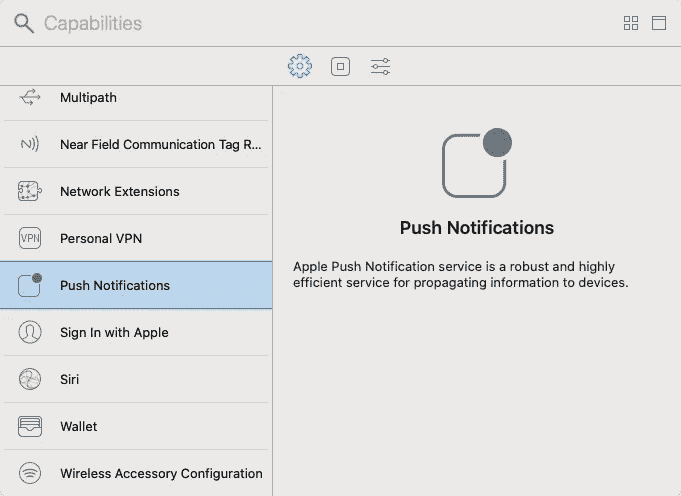 Capabilities
Multipath
Near Field Communication Tag R...
Network Extensions
VPN
Personal VPN
Push Notifications
Sign In with Apple
Siri
Wallet
Wireless Accessory Configuration
Push Notifications
Apple Push Notification service is a robust and highly
efficient service for propagating information to devices.